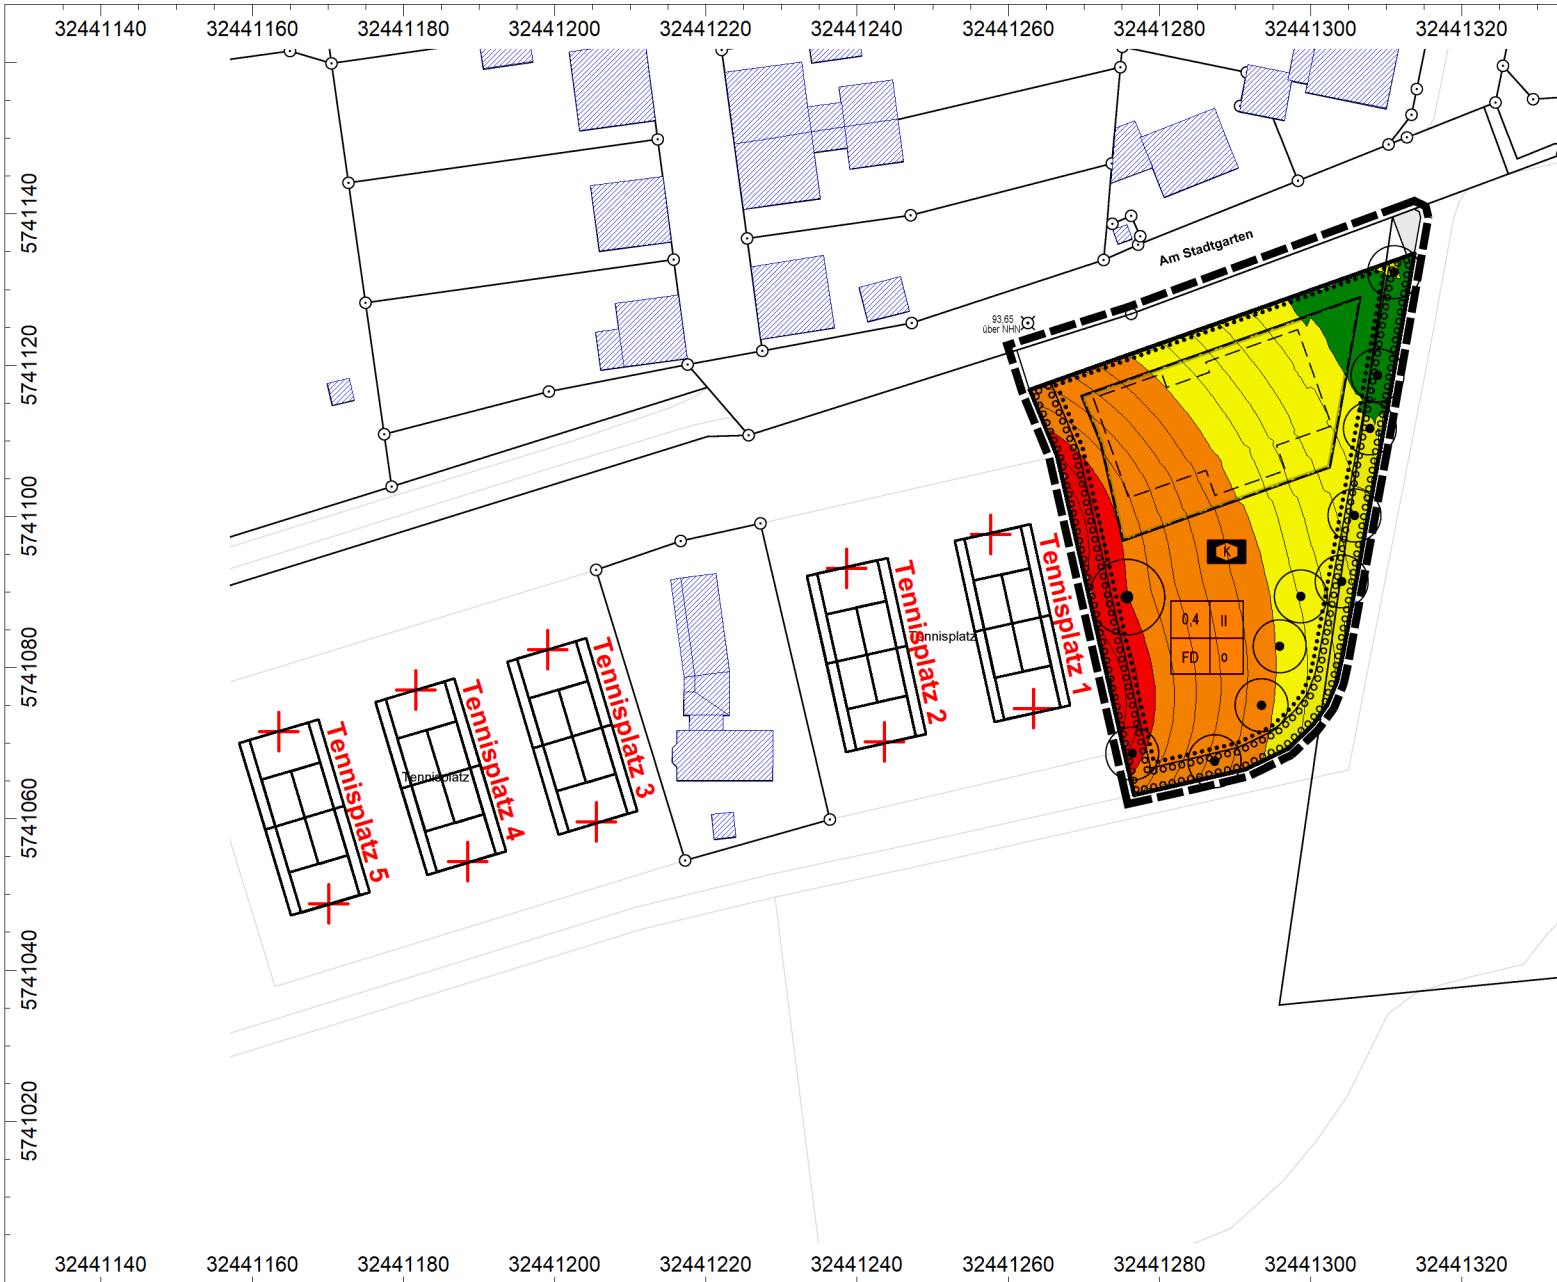 32441140 32441160 32441180 32441200 32441220 32441240 32441260 32441280 32441300 32441320
5741140
5741120
5741100
5741080
5741060
5741040
5741020
Am Stadtgarten
93,65
über NHN
K
0,4 II
FD o
Tennisplatz 1
Tennisplatz
Tennisplatz 2
Tennisplatz 3
Tennisplatz 4
Tennisplatz
Tennisplatz 5
32441140 32441160 32441180 32441200 32441220 32441240 32441260 32441280 32441300 32441320